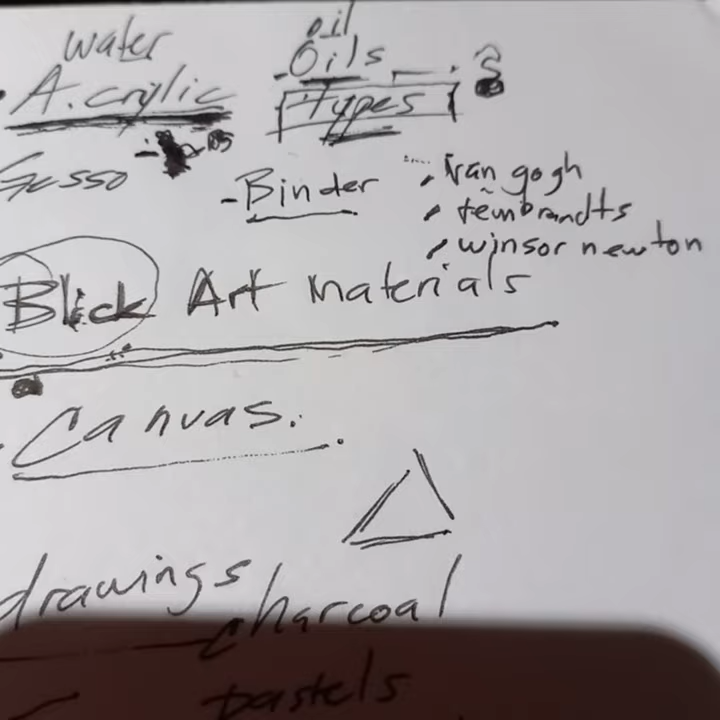 water
A.crylic
oil
Oils
Types
Gesso
- Binder
Van gogh
rembrandts
winsor newton
Blick Art materials
Canvas.
drawings
charcoal
pastels